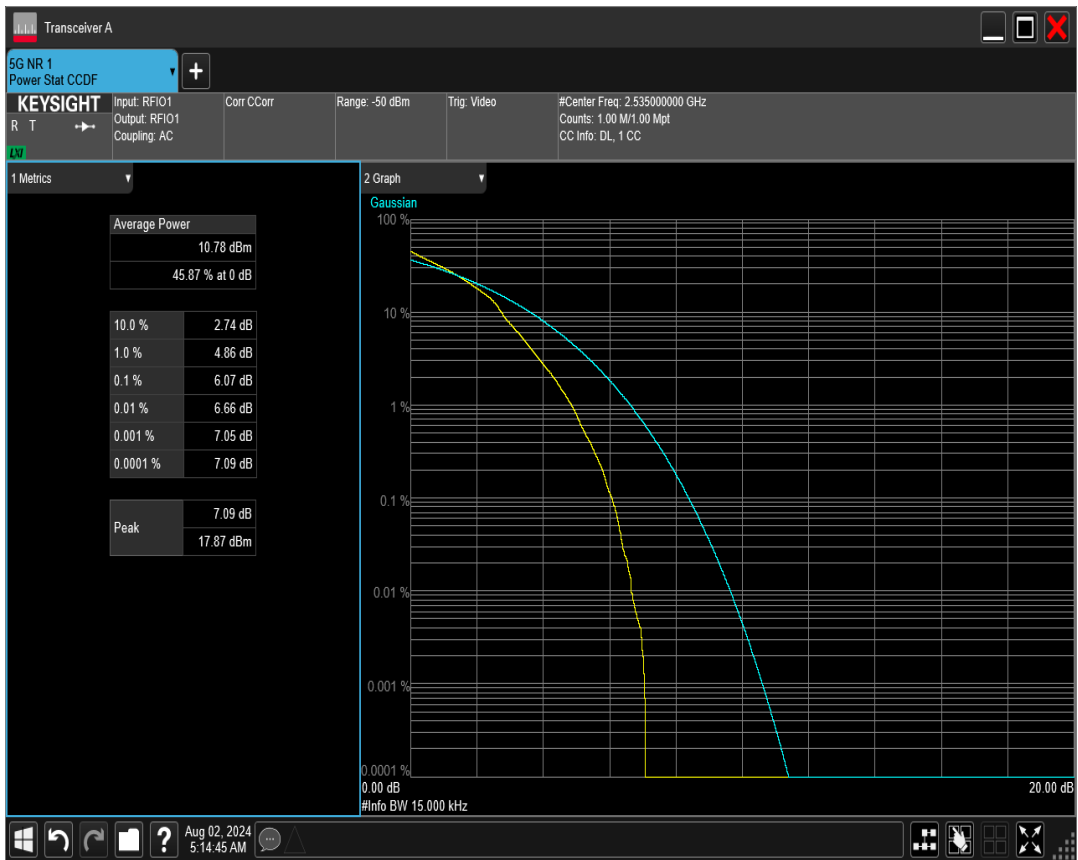 Transceiver A
5G NR 1
Power Stat CCDF
KEYSIGHT
R T
LXI
Input: RFIO1
Output: RFIO1
Coupling: AC
Corr CCorr
Range: -50 dBm
Trig: Video
#Center Freq: 2.535000000 GHz
Counts: 1.00 M/1.00 Mpt
CC Info: DL, 1 CC
1 Metrics
Average Power
10.78 dBm
45.87 % at 0 dB
10.0 % 2.74 dB
1.0 % 4.86 dB
0.1 % 6.07 dB
0.01 % 6.66 dB
0.001 % 7.05 dB
0.0001 % 7.09 dB
Peak
7.09 dB
17.87 dBm
2 Graph
Gaussian
100 %
10 %
1 %
0.1 %
0.01 %
0.001 %
0.0001 %
0.00 dB 20.00 dB
#Info BW 15.000 kHz
?
Aug 02, 2024
5:14:45 AM